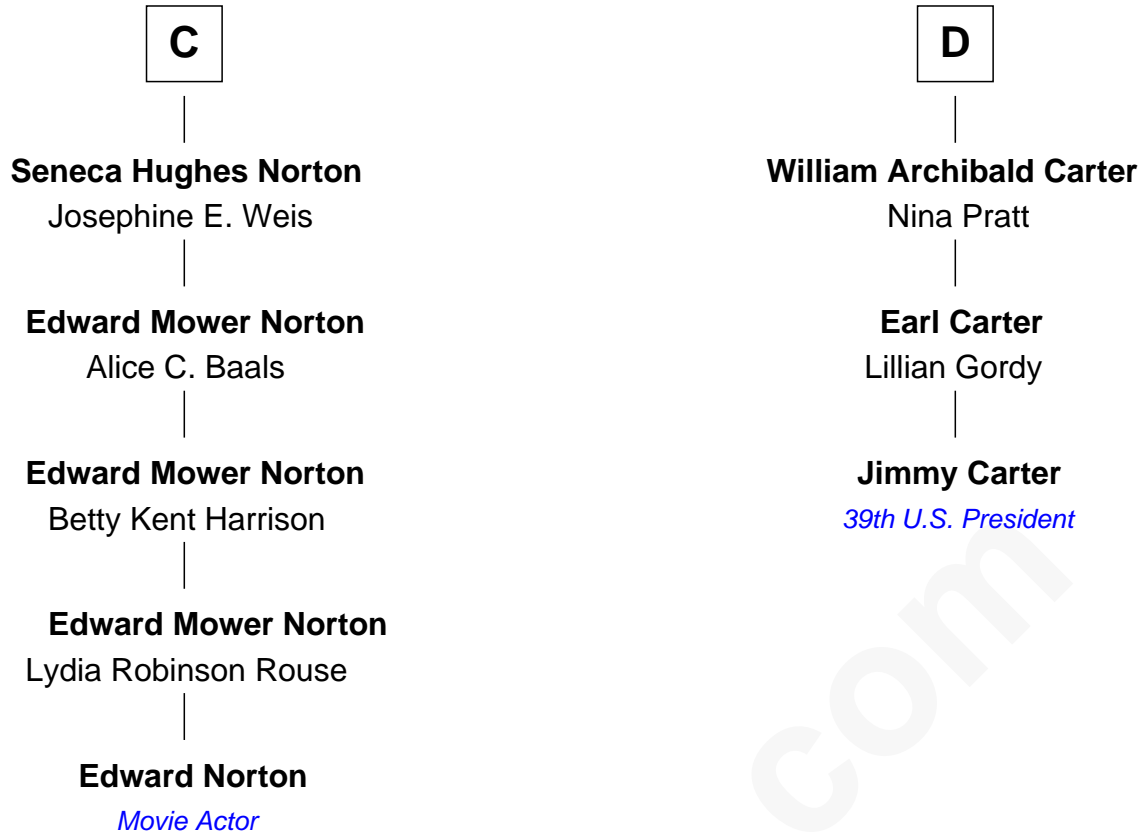 C
Seneca Hughes Norton
Josephine E. Weis
Edward Mower Norton
Alice C. Baals
Edward Mower Norton
Betty Kent Harrison
Edward Mower Norton
Lydia Robinson Rouse
Edward Norton
Movie Actor
D
William Archibald Carter
Nina Pratt
Earl Carter
Lillian Gordy
Jimmy Carter
39th U.S. President
com